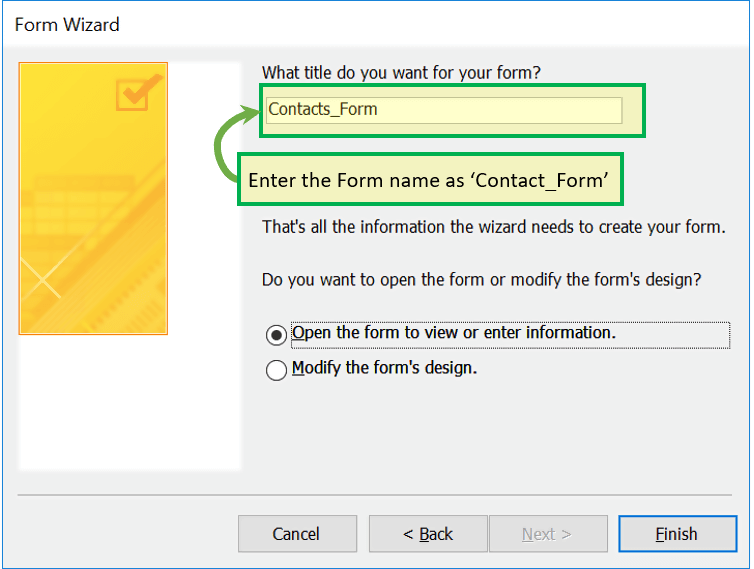 Form Wizard
What title do you want for your form?
Contacts_Form
Enter the Form name as ‘Contact_Form’
That's all the information the wizard needs to create your form.
Do you want to open the form or modify the form's design?
Open the form to view or enter information.
Modify the form's design.
Cancel
< Back
Next >
Finish